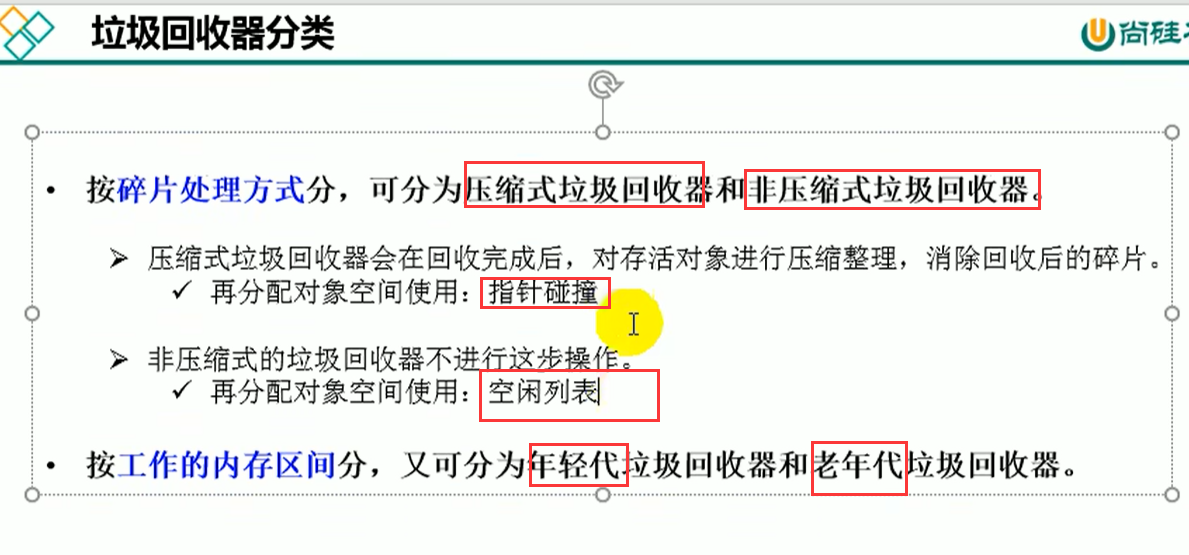 垃圾回收器分类
尚硅
• 按碎片处理方式分，可分为压缩式垃圾回收器和非压缩式垃圾回收器。
➢ 压缩式垃圾回收器会在回收完成后，对存活对象进行压缩整理，消除回收后的碎片。
✓ 再分配对象空间使用：指针碰撞
➢ 非压缩式的垃圾回收器不进行这步操作。
✓ 再分配对象空间使用：空闲列表
• 按工作的内存区间分，又可分为年轻代垃圾回收器和老年代垃圾回收器。